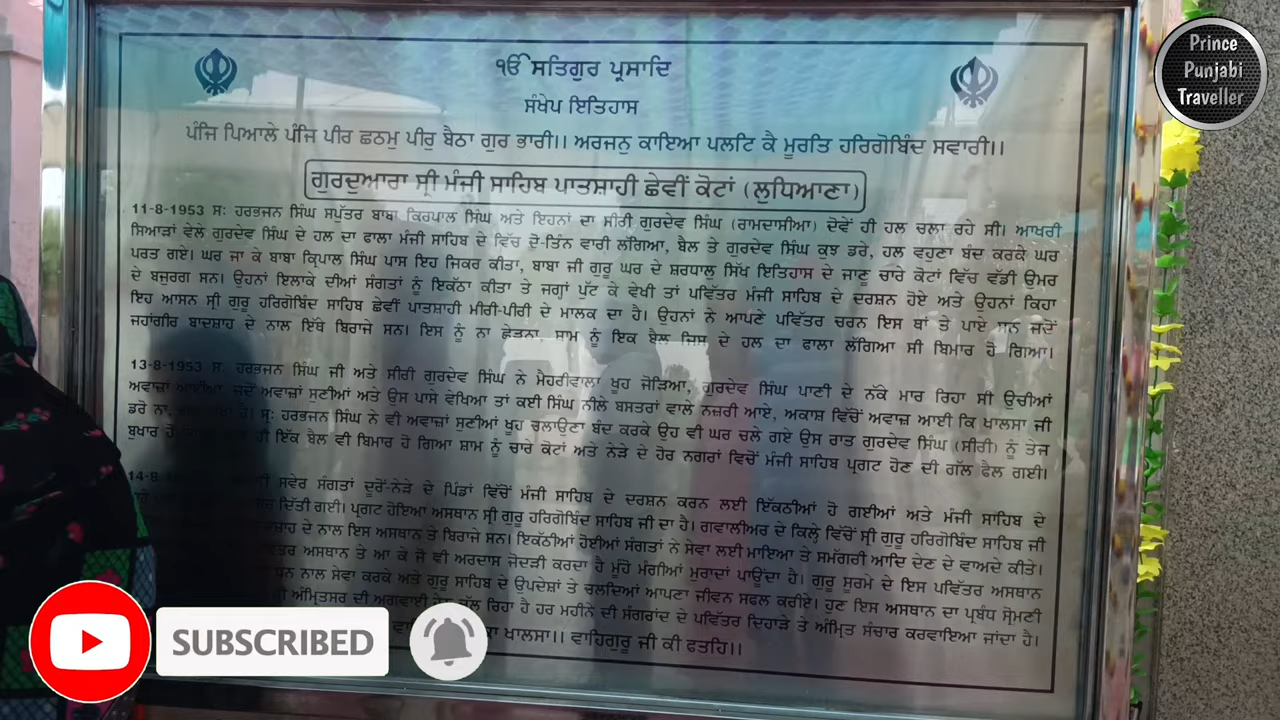 ੴ ਸਤਿਗੁਰ ਪ੍ਰਸਾਦਿ
ਸੰਖੇਪ ਇਤਿਹਾਸ
ਪੰਜਿ ਪਿਆਲੇ ਪੰਜਿ ਪੀਰ ਛਠਮੁ ਪੀਰੁ ਬੈਠਾ ਗੁਰ ਭਾਰੀ।। ਅਰਜਨੁ ਕਾਇਆ ਪਲਟਿ ਕੈ ਮੂਰਤਿ ਹਰਿਗੋਬਿੰਦ ਸਵਾਰੀ।।
ਗੁਰਦੁਆਰਾ ਸ੍ਰੀ ਮੰਜੀ ਸਾਹਿਬ ਪਾਤਸ਼ਾਹੀ ਛੇਵੀਂ ਕੋਟਾਂ (ਲੁਧਿਆਣਾ)
11-8-1953 ਸ: ਹਰਭਜਨ ਸਿੰਘ ਸਪੁੱਤਰ ਬਾਬਾ ਕਿਰਪਾਲ ਸਿੰਘ ਅਤੇ ਇਹਨਾਂ ਦਾ ਸੀਰੀ ਗੁਰਦੇਵ ਸਿੰਘ (ਰਾਮਦਾਸੀਆ) ਦੋਵੇਂ ਹੀ ਹਲ ਚਲਾ ਰਹੇ ਸੀ। ਆਖਰੀ
ਸਿਆੜਾਂ ਵੇਲੇ ਗੁਰਦੇਵ ਸਿੰਘ ਦੇ ਹਲ ਦਾ ਫਾਲਾ ਮੰਜੀ ਸਾਹਿਬ ਦੇ ਵਿੱਚ ਦੋ-ਤਿੰਨ ਵਾਰੀ ਲੱਗਿਆ, ਬੈਲ ਤੇ ਗੁਰਦੇਵ ਸਿੰਘ ਕੁਝ ਡਰੇ, ਹਲ ਵਹੁਣਾ ਬੰਦ ਕਰਕੇ ਘਰ
ਪਰਤ ਗਏ। ਘਰ ਜਾ ਕੇ ਬਾਬਾ ਕ੍ਰਿਪਾਲ ਸਿੰਘ ਪਾਸ ਇਹ ਜਿਕਰ ਕੀਤਾ, ਬਾਬਾ ਜੀ ਗੁਰੂ ਘਰ ਦੇ ਸ਼ਰਧਾਲੂ ਸਿੱਖ ਇਤਿਹਾਸ ਦੇ ਜਾਣੂ ਚਾਰੇ ਕੋਟਾਂ ਵਿੱਚ ਵੱਡੀ ਉਮਰ
ਦੇ ਬਜੁਰਗ ਸਨ। ਉਹਨਾਂ ਇਲਾਕੇ ਦੀਆਂ ਸੰਗਤਾਂ ਨੂੰ ਇਕੱਠਾ ਕੀਤਾ ਤੇ ਜਗ੍ਹਾਂ ਪੁੱਟ ਕੇ ਵੇਖੀ ਤਾਂ ਪਵਿੱਤਰ ਮੰਜੀ ਸਾਹਿਬ ਦੇ ਦਰਸ਼ਨ ਹੋਏ ਅਤੇ ਉਹਨਾਂ ਕਿਹਾ
ਇਹ ਆਸਨ ਸ੍ਰੀ ਗੁਰੂ ਹਰਿਗੋਬਿੰਦ ਸਾਹਿਬ ਛੇਵੀਂ ਪਾਤਸ਼ਾਹੀ ਮੀਰੀ-ਪੀਰੀ ਦੇ ਮਾਲਕ ਦਾ ਹੈ। ਉਹਨਾਂ ਨੇ ਆਪਣੇ ਪਵਿੱਤਰ ਚਰਨ ਇਸ ਥਾਂ ਤੇ ਪਾਏ ਸਨ ਜਦੋਂ
ਜਹਾਂਗਿਰ ਬਾਦਸ਼ਾਹ ਦੇ ਨਾਲ ਇੱਥੇ ਬਿਰਾਜੇ ਸਨ। ਇਸ ਨੂੰ ਨਾ ਛੇੜਨਾ, ਸ਼ਾਮ ਨੂੰ ਇਕ ਬੈਲ ਜਿਸ ਦੇ ਹਲ ਦਾ ਫਾਲਾ ਲੱਗਿਆ ਸੀ ਬਿਮਾਰ ਹੋ ਗਿਆ।
13-8-1953 ਸ: ਹਰਭਜਨ ਸਿੰਘ ਜੀ ਅਤੇ ਸੀਰੀ ਗੁਰਦੇਵ ਸਿੰਘ ਨੇ ਮੈਹਰੀਵਾਲਾ ਖੂਹ ਜੋੜਿਆ, ਗੁਰਦੇਵ ਸਿੰਘ ਪਾਣੀ ਦੇ ਨੱਕੇ ਮਾਰ ਰਿਹਾ ਸੀ ਉਚੀਆਂ
ਅਵਾਜ਼ਾਂ ਆਈਆਂ ਜਦੋਂ ਅਵਾਜ਼ਾਂ ਸੁਣੀਆਂ ਅਤੇ ਉਸ ਪਾਸੇ ਵੇਖਿਆ ਤਾਂ ਕਈ ਸਿੰਘ ਨੀਲੇ ਬਸਤਰਾਂ ਵਾਲੇ ਨਜ਼ਰੀ ਆਏ, ਅਕਾਸ਼ ਵਿੱਚੋਂ ਅਵਾਜ਼ ਆਈ ਕਿ ਖਾਲਸਾ ਜੀ
ਡਰੋ ਨਾ, ਸ੍ਰ: ਹਰਭਜਨ ਸਿੰਘ ਨੇ ਵੀ ਅਵਾਜ਼ਾਂ ਸੁਣੀਆਂ ਖੂਹ ਚਲਾਉਣਾ ਬੰਦ ਕਰਕੇ ਉਹ ਵੀ ਘਰ ਚਲੇ ਗਏ ਉਸ ਰਾਤ ਗੁਰਦੇਵ ਸਿੰਘ (ਸੀਰੀ) ਨੂੰ ਤੇਜ
ਬੁਖਾਰ ਹੋ ਹੀ ਇੱਕ ਬੈਲ ਵੀ ਬਿਮਾਰ ਹੋ ਗਿਆ ਸ਼ਾਮ ਨੂੰ ਚਾਰੇ ਕੋਟਾਂ ਅਤੇ ਨੇੜੇ ਦੇ ਹੋਰ ਨਗਰਾਂ ਵਿਚੋਂ ਮੰਜੀ ਸਾਹਿਬ ਪ੍ਰਗਟ ਹੋਣ ਦੀ ਗੱਲ ਫੈਲ ਗਈ।
14-8- ਸਵੇਰ ਸੰਗਤਾਂ ਦੂਰੋਂ-ਨੇੜੇ ਦੇ ਪਿੰਡਾਂ ਵਿੱਚੋਂ ਮੰਜੀ ਸਾਹਿਬ ਦੇ ਦਰਸ਼ਨ ਕਰਨ ਲਈ ਇੱਕਠੀਆਂ ਹੋ ਗਈਆਂ ਅਤੇ ਮੰਜੀ ਸਾਹਿਬ ਦੇ
ਦਿੱਤੀ ਗਈ। ਪ੍ਰਗਟ ਹੋਇਆ ਅਸਥਾਨ ਸ੍ਰੀ ਗੁਰੂ ਹਰਿਗੋਬਿੰਦ ਸਾਹਿਬ ਜੀ ਦਾ ਹੈ। ਗਵਾਲੀਅਰ ਦੇ ਕਿਲ੍ਹੇ ਵਿੱਚੋਂ ਸ੍ਰੀ ਗੁਰੂ ਹਰਿਗੋਬਿੰਦ ਸਾਹਿਬ ਜੀ
ਦੇ ਨਾਲ ਇਸ ਅਸਥਾਨ ਤੇ ਬਿਰਾਜੇ ਸਨ। ਇਕੱਠੀਆਂ ਹੋਈਆਂ ਸੰਗਤਾਂ ਨੇ ਸੇਵਾ ਲਈ ਮਾਇਆ ਤੇ ਸਮੱਗਰੀ ਆਦਿ ਦੇਣ ਦੇ ਵਾਅਦੇ ਕੀਤੇ।
ਅਸਥਾਨ ਤੇ ਆ ਕੇ ਜੋ ਵੀ ਅਰਦਾਸ ਜੋਦੜੀ ਕਰਦਾ ਹੈ ਮੂੰਹੋ ਮੰਗੀਆਂ ਮੁਰਾਦਾਂ ਪਾਉਂਦਾ ਹੈ। ਗੁਰੂ ਸੂਰਮੇ ਦੇ ਇਸ ਪਵਿੱਤਰ ਅਸਥਾਨ
ਨਾਲ ਸੇਵਾ ਕਰਕੇ ਅਤੇ ਗੁਰੂ ਸਾਹਿਬ ਦੇ ਉਪਦੇਸ਼ਾਂ ਤੇ ਚਲਦਿਆਂ ਆਪਣਾ ਜੀਵਨ ਸਫਲ ਕਰੀਏ। ਹੁਣ ਇਸ ਅਸਥਾਨ ਦਾ ਪ੍ਰਬੰਧ ਸ਼੍ਰੋਮਣੀ
ਅੰਮ੍ਰਿਤਸਰ ਦੀ ਅਗਵਾਈ ਚੱਲ ਰਿਹਾ ਹੈ ਹਰ ਮਹੀਨੇ ਦੀ ਸੰਗਰਾਂਦ ਦੇ ਪਵਿੱਤਰ ਦਿਹਾੜੇ ਤੇ ਅੰਮ੍ਰਿਤ ਸੰਚਾਰ ਕਰਵਾਇਆ ਜਾਂਦਾ ਹੈ।
ਖਾਲਸਾ।। ਵਾਹਿਗੁਰੂ ਜੀ ਕੀ ਫਤਹਿ।।
Prince
Punjabi
Traveller
SUBSCRIBED